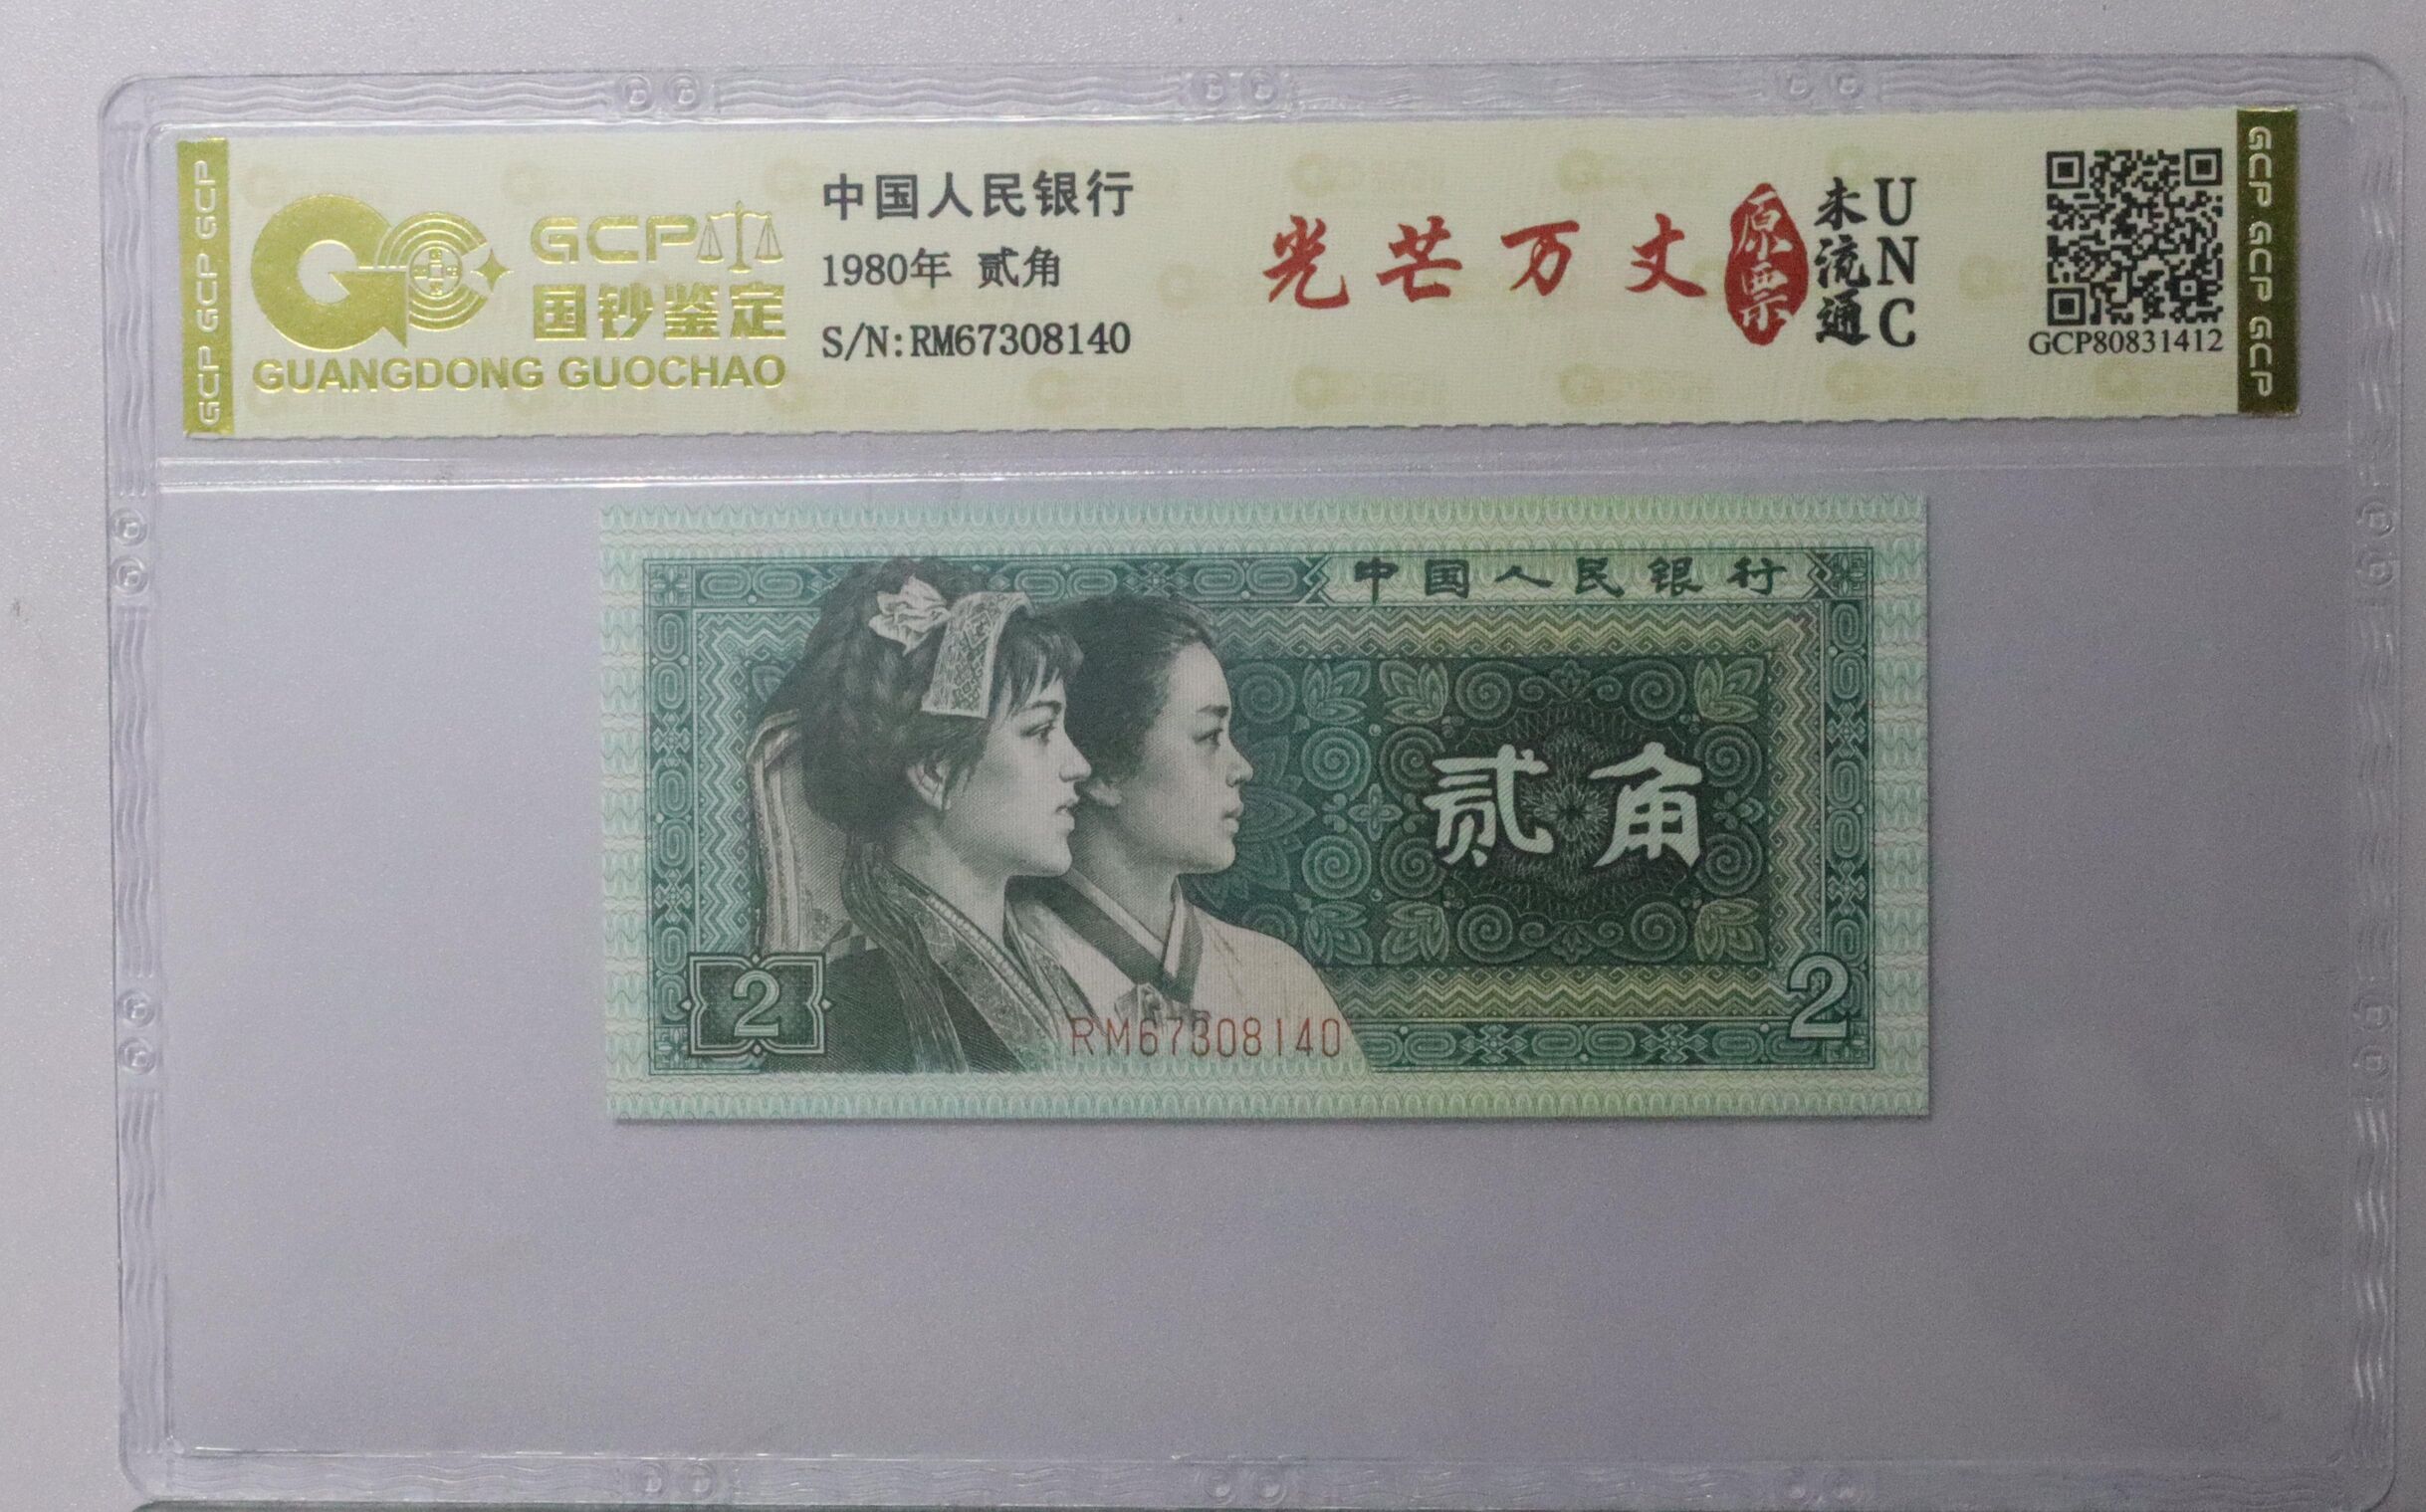 GCP GCP GCP
GCP
国钞鉴定
GUANGDONG GUOCHAO
中国人民银行
1980年 贰角
S/N:RM67308140
光芒万丈
原票
未流通
UNC
GCP80831412
GCP GCP GCP
中国人民银行
贰角
2
RM67308140
2